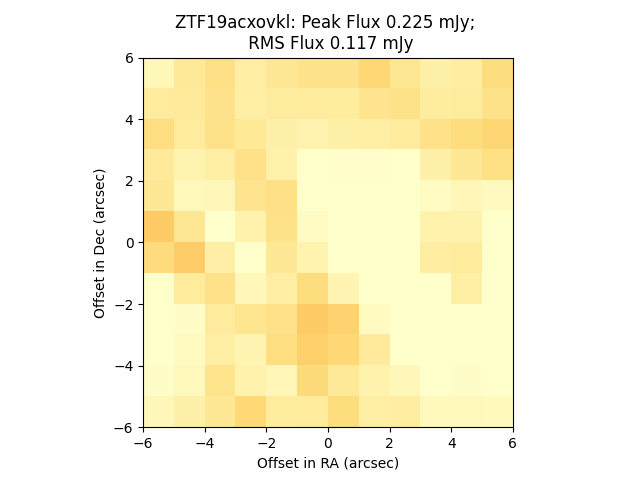 ZTF19acxovkl: Peak Flux 0.225 mJy;
RMS Flux 0.117 mJy
6
4
2
0
−2
−4
−6
Offset in Dec (arcsec)
−6 −4 −2 0 2 4 6
Offset in RA (arcsec)